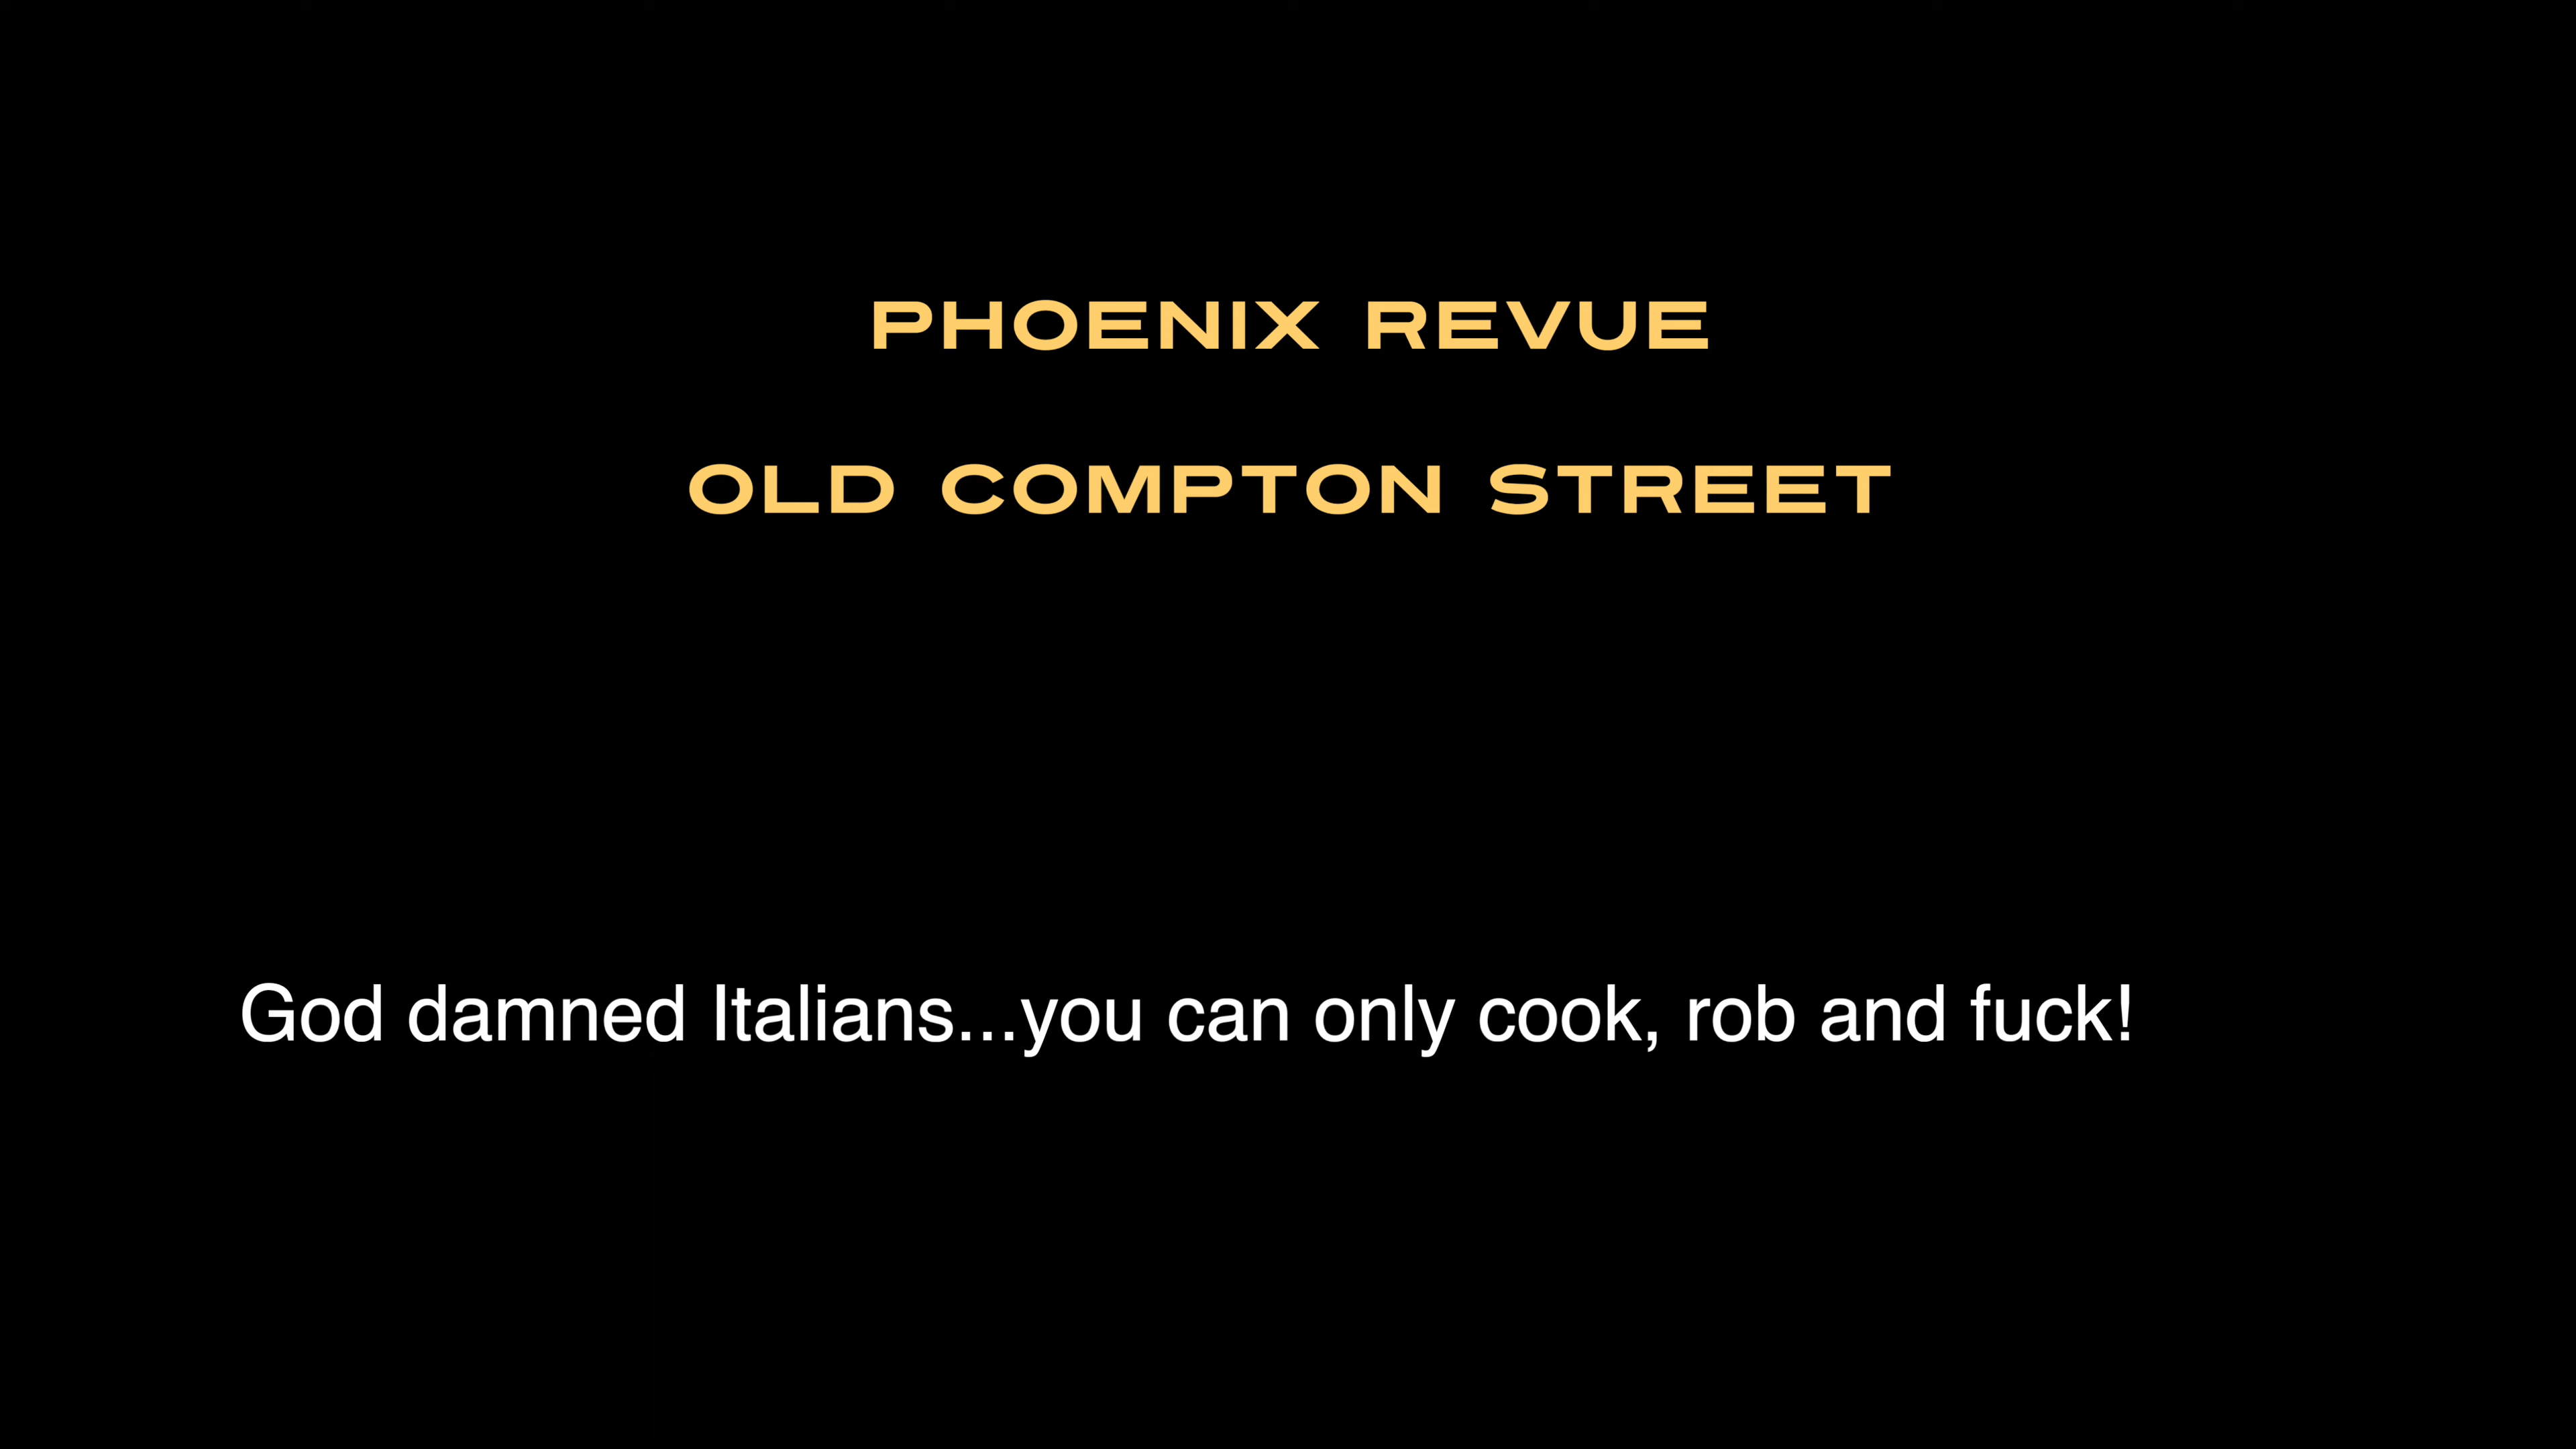 PHOENIX REVUE
OLD COMPTON STREET
God damned Italians...you can only cook, rob and fuck!